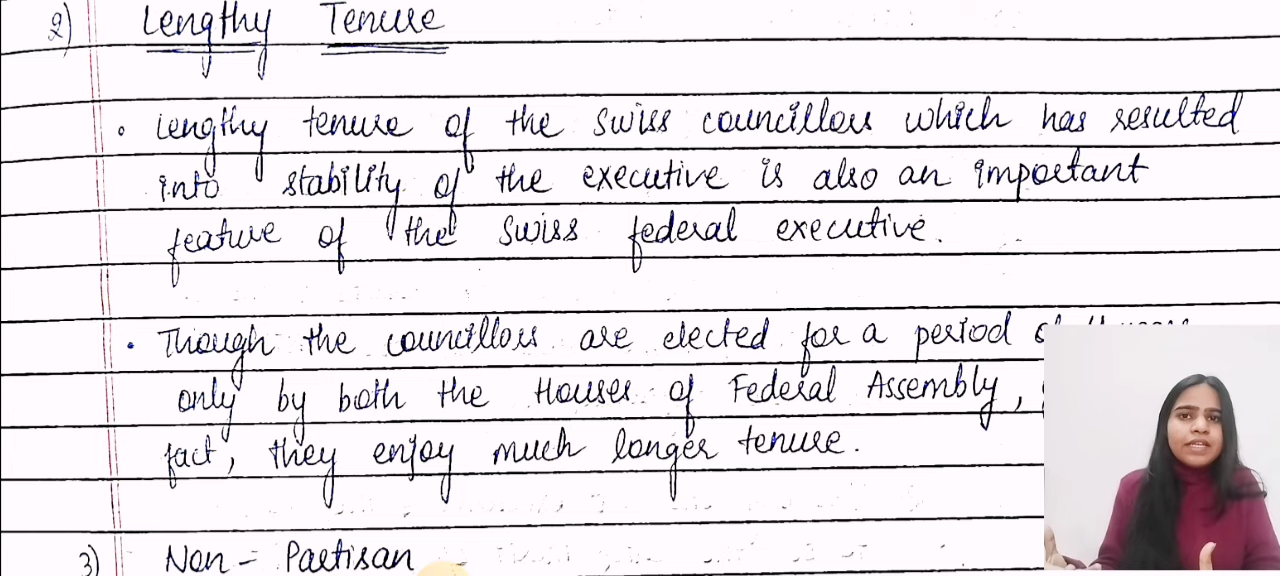 2) Lengthy Tenure
• Lengthy tenure of the Swiss councillors which has resulted
into stability of the executive is also an important
feature of the Swiss federal executive.
• Though the councillors are elected for a period
only by both the Houses of Federal Assembly,
fact, they enjoy much longer tenure.
3) Non - Partisan